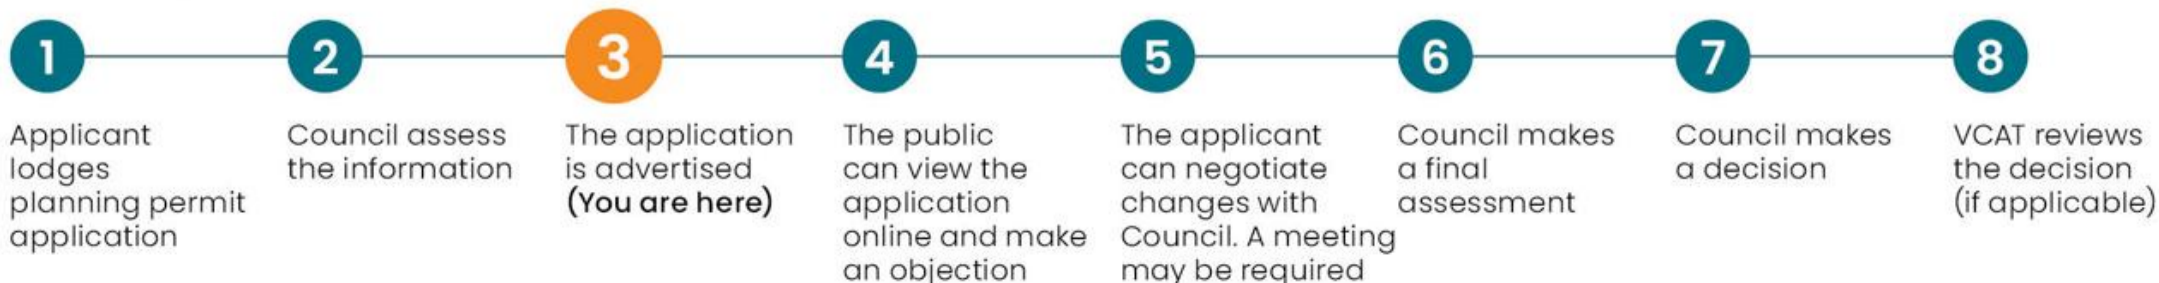 1
Applicant
lodges
planning permit
application
2
Council assess
the information
3
The application
is advertised
(You are here)
4
The public
can view the
application
online and make
an objection
5
The applicant
can negotiate
changes with
Council. A meeting
may be required
6
Council makes
a final
assessment
7
Council makes
a decision
8
VCAT reviews
the decision
(if applicable)